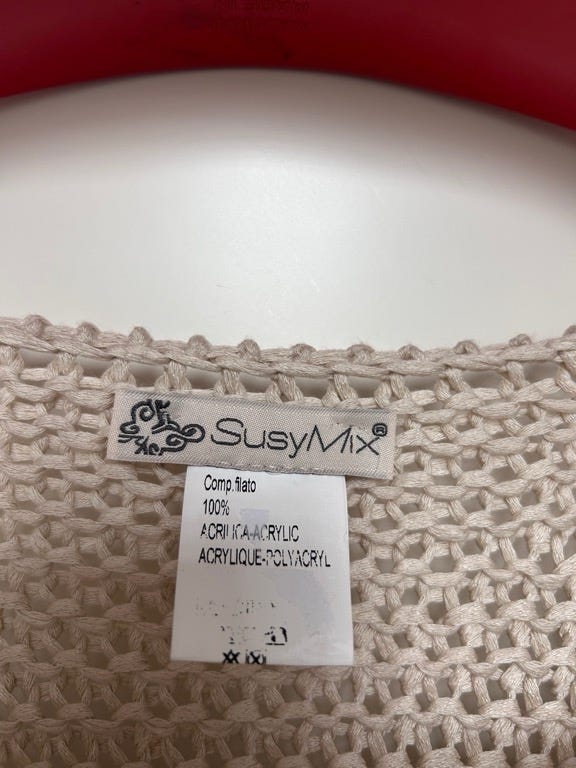 SusyMix®
Comp.filato
100%
ACRILICA-ACRYLIC
ACRYLIQUE-POLYACRYL